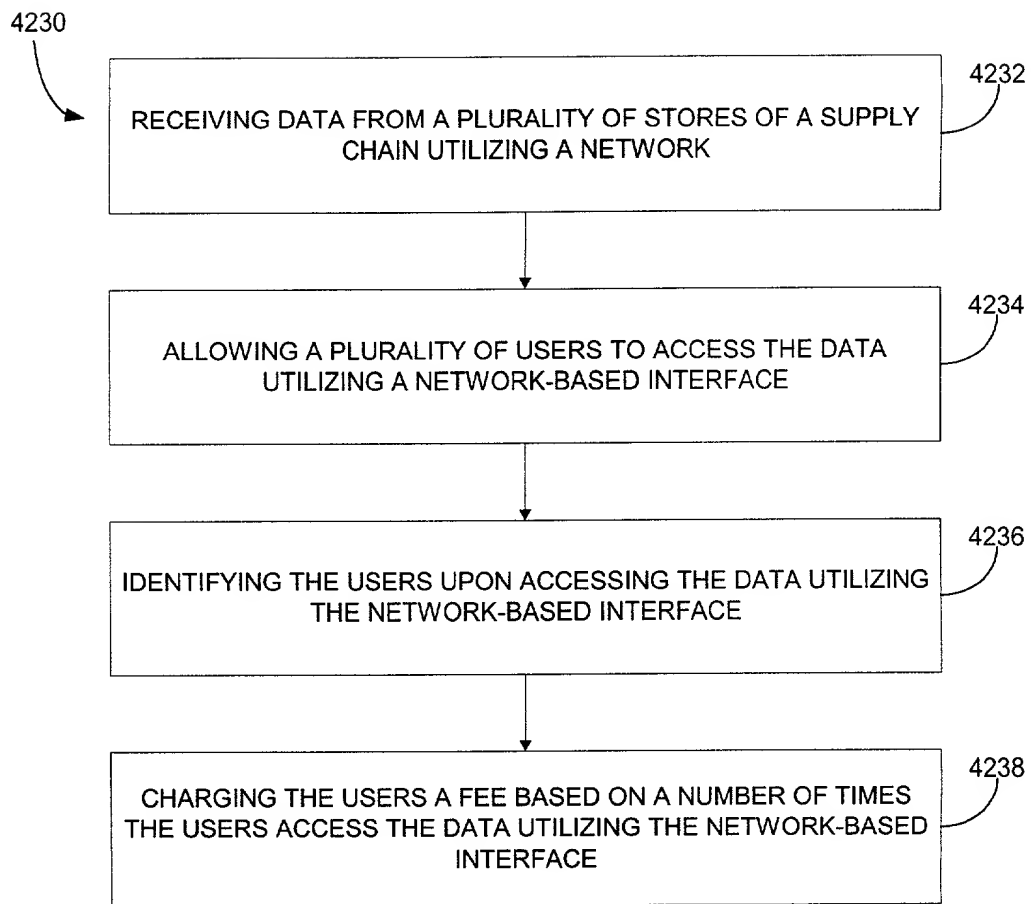 4230
4232
RECEIVING DATA FROM A PLURALITY OF STORES OF A SUPPLY
CHAIN UTILIZING A NETWORK
4234
ALLOWING A PLURALITY OF USERS TO ACCESS THE DATA
UTILIZING A NETWORK-BASED INTERFACE
4236
IDENTIFYING THE USERS UPON ACCESSING THE DATA UTILIZING
THE NETWORK-BASED INTERFACE
4238
CHARGING THE USERS A FEE BASED ON A NUMBER OF TIMES
THE USERS ACCESS THE DATA UTILIZING THE NETWORK-BASED
INTERFACE